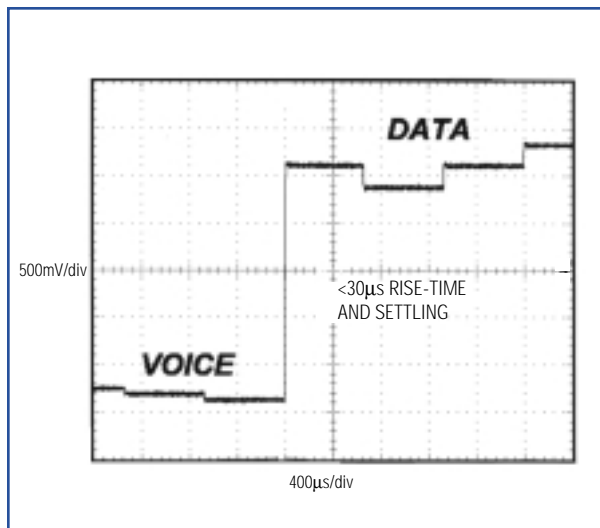 DATA
500mV/div
<30μs RISE-TIME
AND SETTLING
VOICE
400μs/div